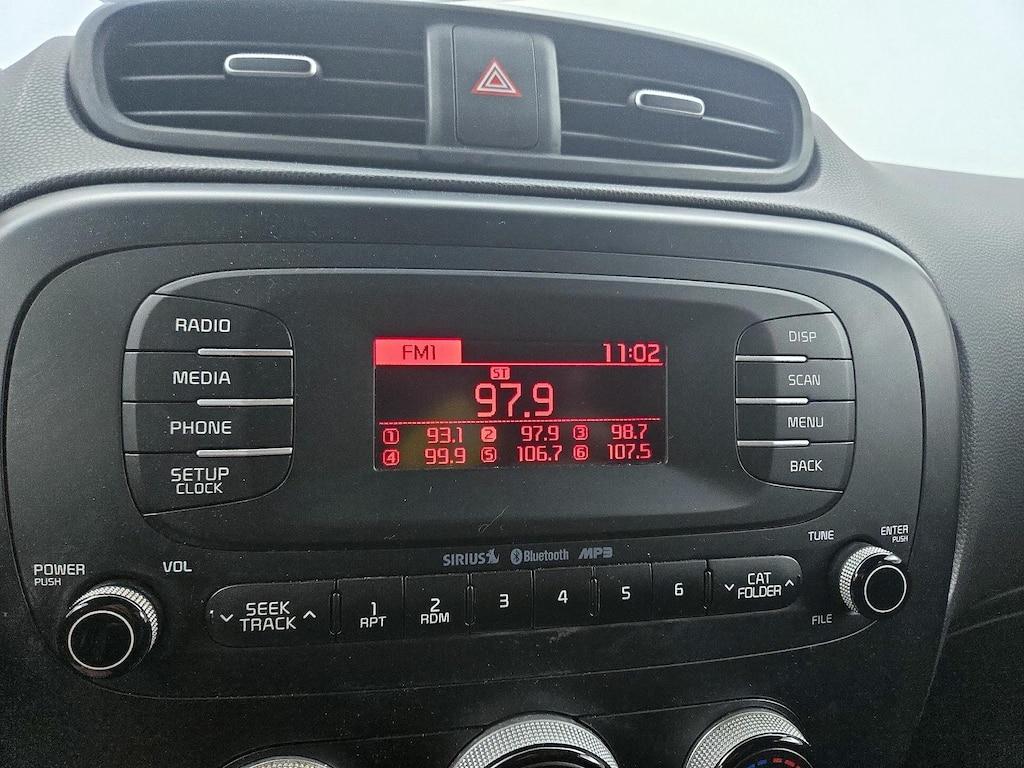 RADIO
MEDIA
PHONE
SETUP
CLOCK
FM1 11:02
ST
97.9
1 93.1 2 97.9 3 98.7
4 99.9 5 106.7 6 107.5
DISP
SCAN
MENU
BACK
SIRIUS Bluetooth MP3
POWER
PUSH
VOL
SEEK
TRACK
1
RPT
2
RDM
3
4
5
6
CAT
FOLDER
TUNE
ENTER
PUSH
FILE